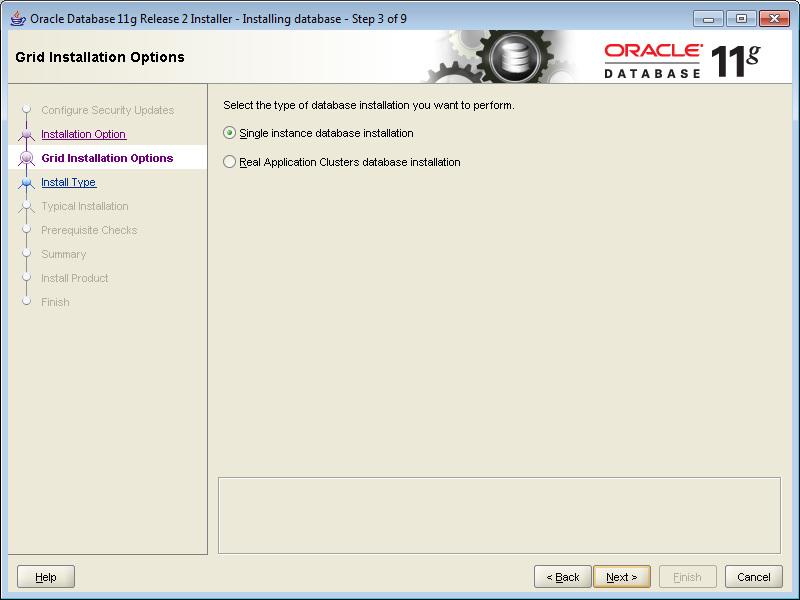 Oracle Database 11g Release 2 Installer - Installing database - Step 3 of 9
Grid Installation Options
ORACLE®
DATABASE
11g
Configure Security Updates
Installation Option
Grid Installation Options
Install Type
Typical Installation
Prerequisite Checks
Summary
Install Product
Finish
Select the type of database installation you want to perform.
Single instance database installation
Real Application Clusters database installation
Help
< Back
Next >
Finish
Cancel